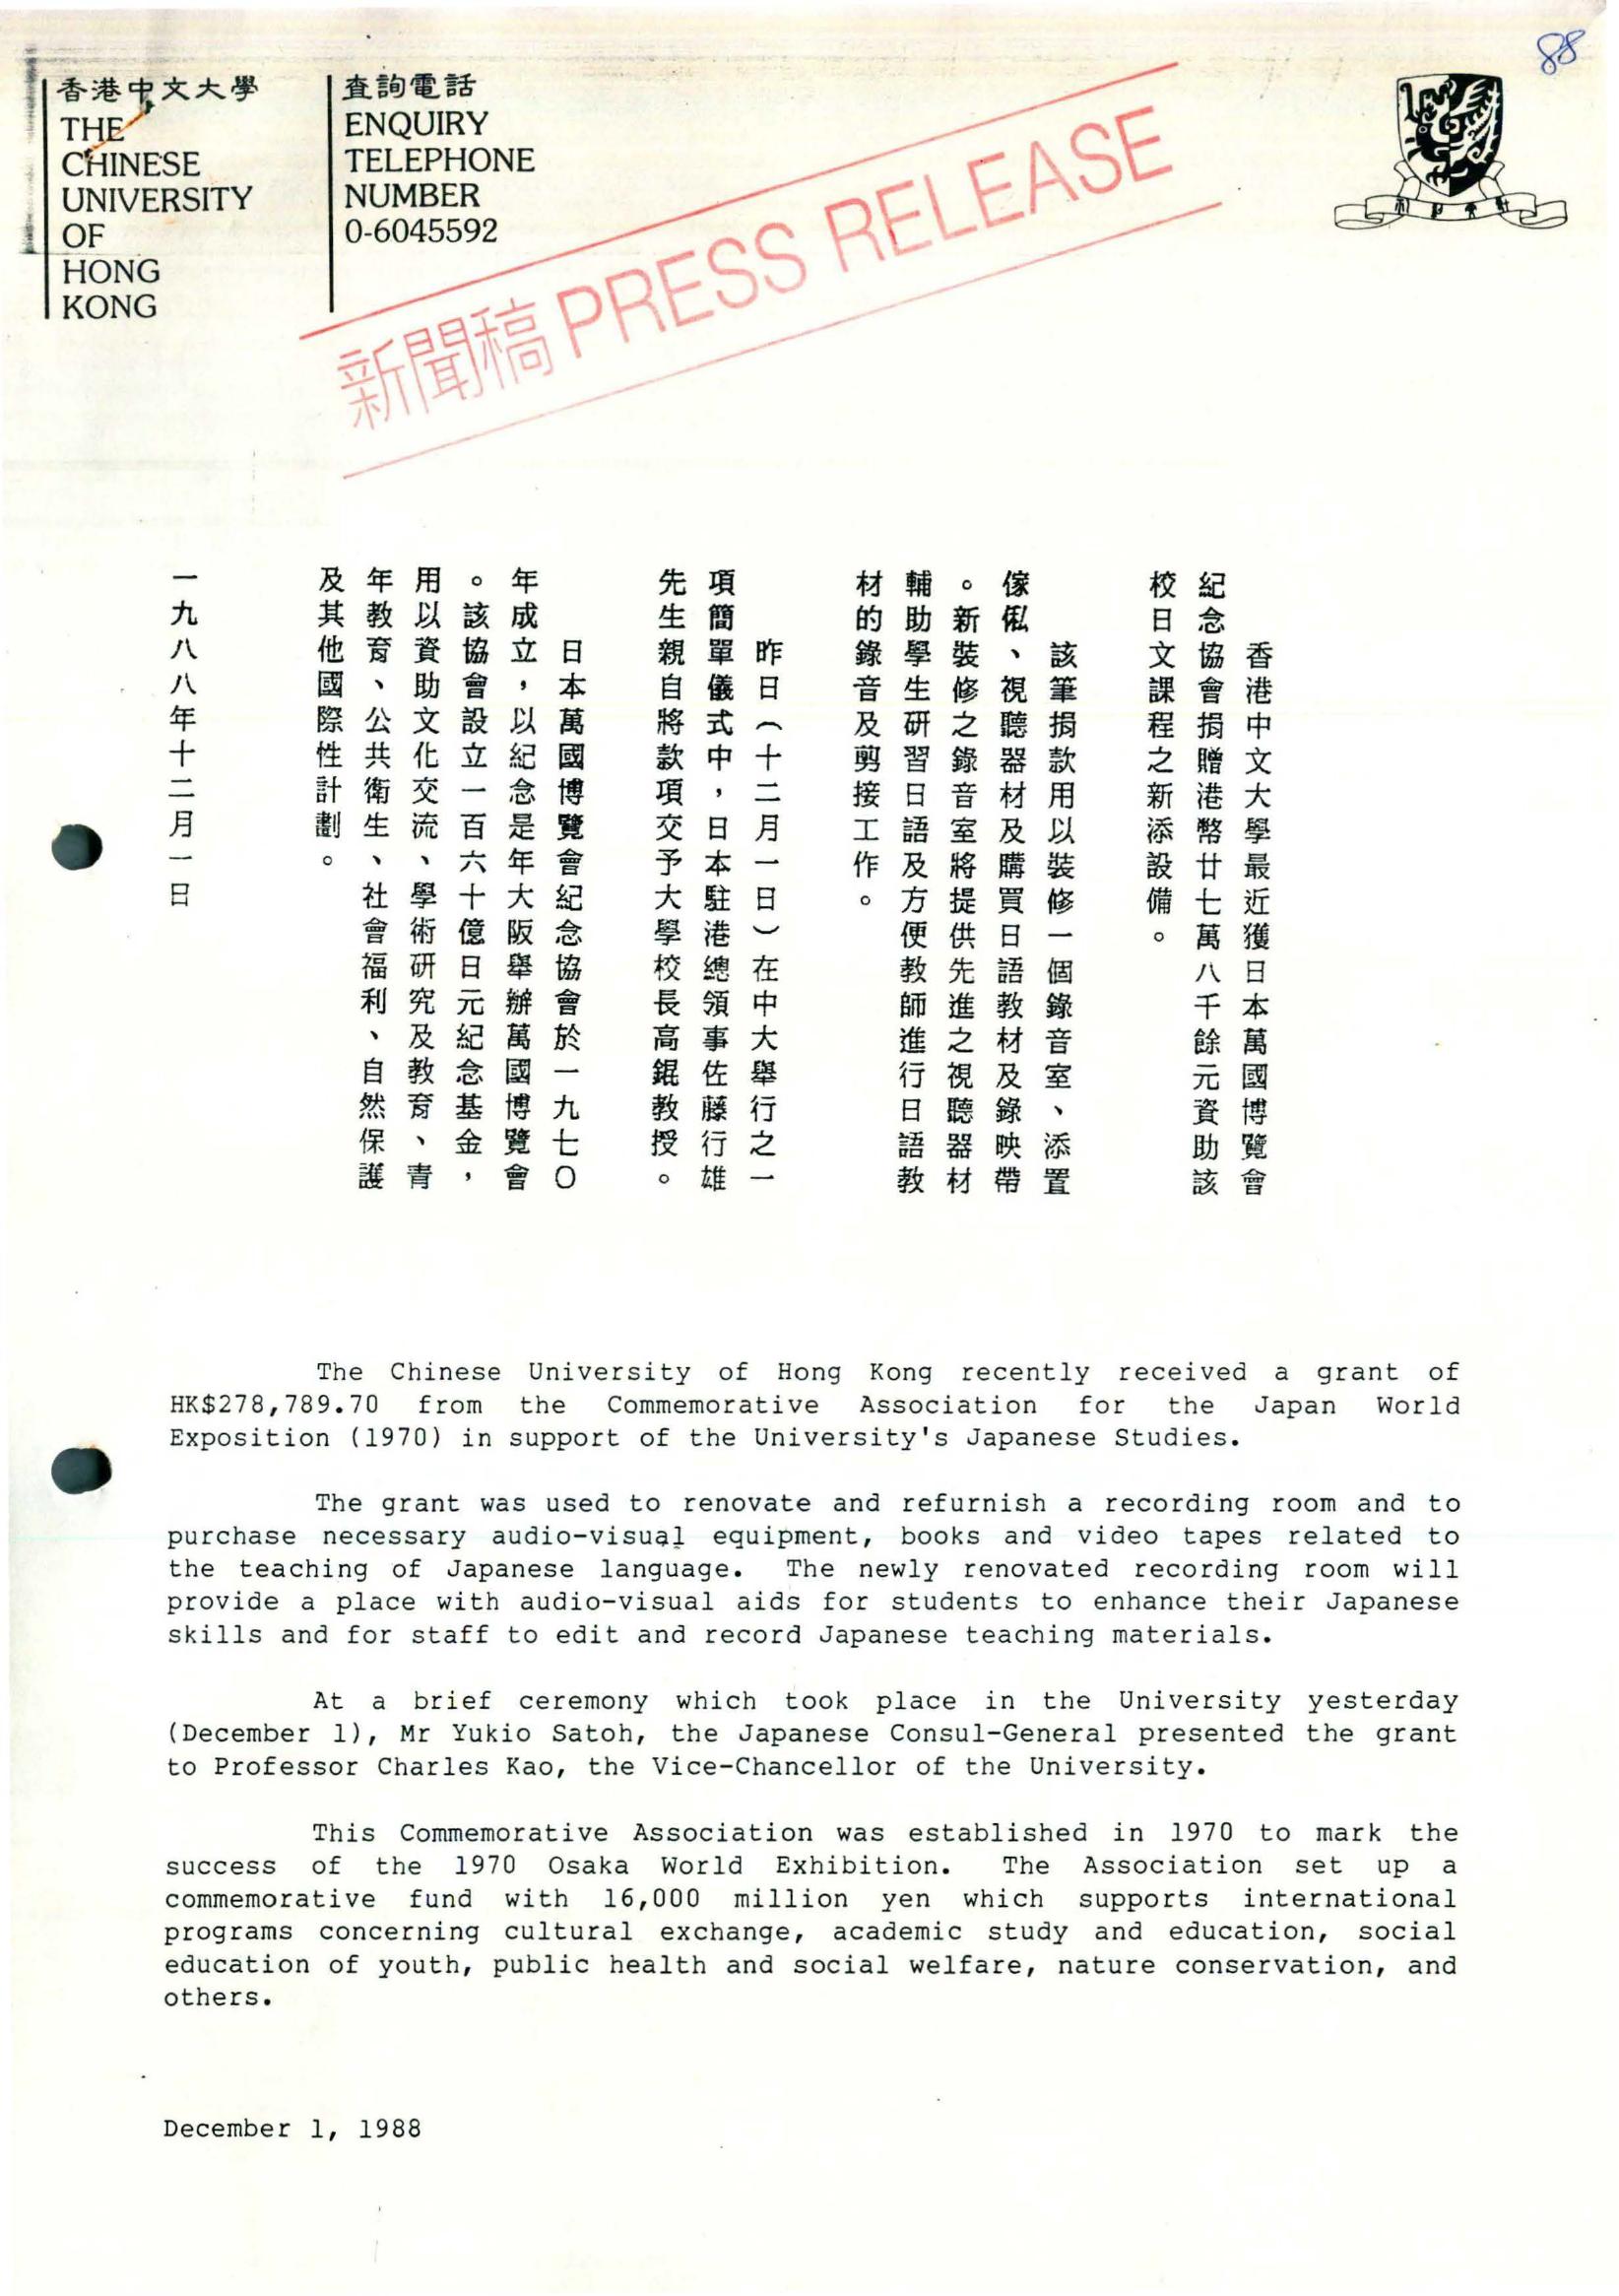 88
香港中文大學
THE
CHINESE
UNIVERSITY
OF
HONG
KONG
查詢電話
ENQUIRY
TELEPHONE
NUMBER
0-6045592
新聞稿 PRESS RELEASE
香港中文大學最近獲日本萬國博覽會
紀念協會捐贈港幣廿七萬八千餘元資助該
校日文課程之新添設備。
該筆捐款用以裝修一個錄音室、添置
傢俬、視聽器材及購買日語教材及錄映帶
。新裝修之錄音室將提供先進之視聽器材
輔助學生研習日語及方便教師進行日語教
材的錄音及剪接工作。
昨日(十二月一日)在中大舉行之一
項簡單儀式中，日本駐港總領事佐藤行雄
先生親自將款項交予大學校長高錕教授。
日本萬國博覽會紀念協會於一九七〇
年成立，以紀念是年大阪舉辦萬國博覽會
。該協會設立一百六十億日元紀念基金，
用以資助文化交流、學術研究及教育、青
年教育、公共衛生、社會福利、自然保護
及其他國際性計劃。
一九八八年十二月一日
The Chinese University of Hong Kong recently received a grant of
HK$278,789.70 from the Commemorative Association for the Japan World
Exposition (1970) in support of the University's Japanese Studies.
The grant was used to renovate and refurnish a recording room and to
purchase necessary audio-visual equipment, books and video tapes related to
the teaching of Japanese language. The newly renovated recording room will
provide a place with audio-visual aids for students to enhance their Japanese
skills and for staff to edit and record Japanese teaching materials.
At a brief ceremony which took place in the University yesterday
(December 1), Mr Yukio Satoh, the Japanese Consul-General presented the grant
to Professor Charles Kao, the Vice-Chancellor of the University.
This Commemorative Association was established in 1970 to mark the
success of the 1970 Osaka World Exhibition. The Association set up a
commemorative fund with 16,000 million yen which supports international
programs concerning cultural exchange, academic study and education, social
education of youth, public health and social welfare, nature conservation, and
others.
December 1, 1988